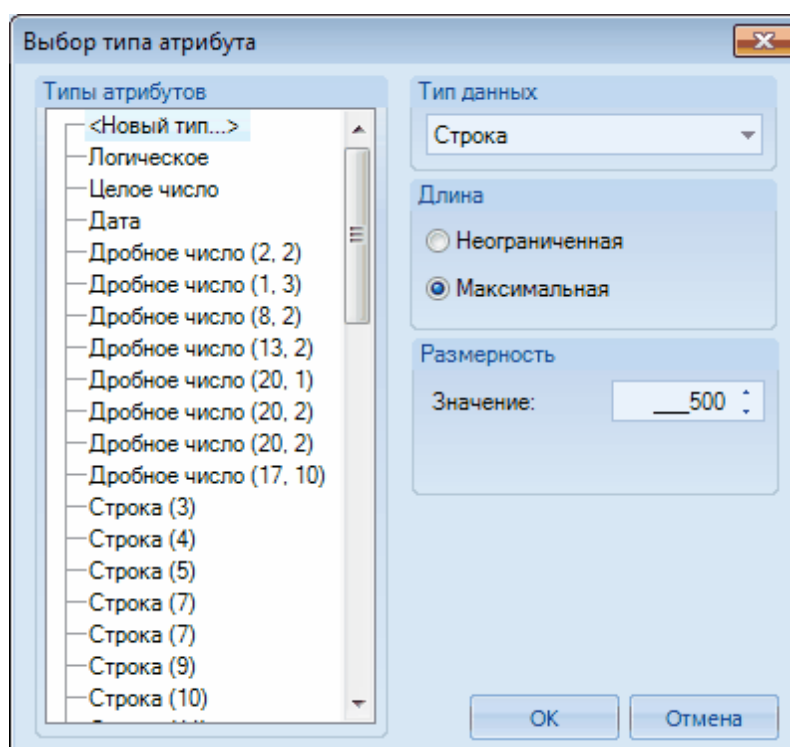 Выбор типа атрибута
Типы атрибутов
<Новый тип...>
Логическое
Целое число
Дата
Дробное число (2, 2)
Дробное число (1, 3)
Дробное число (8, 2)
Дробное число (13, 2)
Дробное число (20, 1)
Дробное число (20, 2)
Дробное число (20, 2)
Дробное число (17, 10)
Строка (3)
Строка (4)
Строка (5)
Строка (7)
Строка (7)
Строка (9)
Строка (10)
Тип данных
Строка
Длина
Неограниченная
Максимальная
Размерность
Значение: ___500
OK Отмена